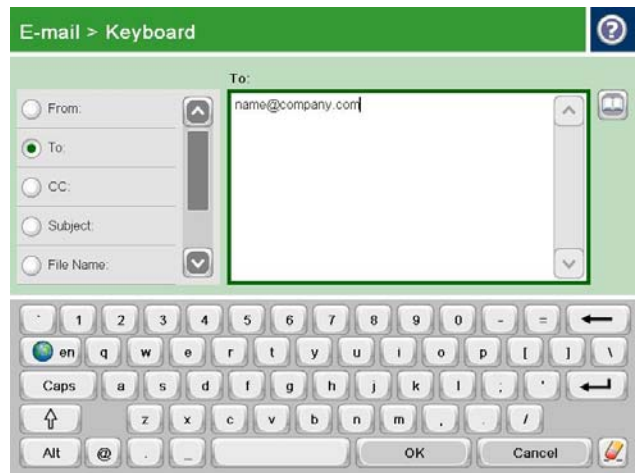 E-mail > Keyboard
?
To:
From:
To:
CC:
Subject:
File Name:
name@company.com
` 1 2 3 4 5 6 7 8 9 0 - =
en q w e r t y u i o p [ ] \
Caps a s d f g h j k l ; '
z x c v b n m , . /
Alt @ . _ OK Cancel